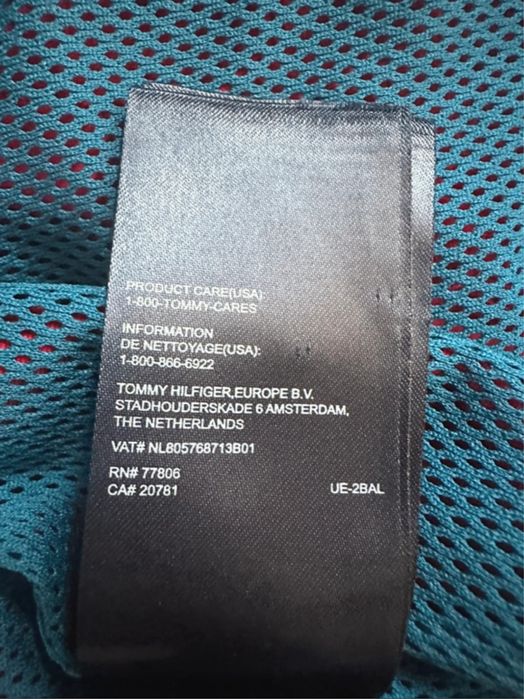 PRODUCT CARE(USA):
1-800-TOMMY-CARES
INFORMATION
DE NETTOYAGE(USA):
1-800-866-6922
TOMMY HILFIGER,EUROPE B.V.
STADHOUDERSKADE 6 AMSTERDAM,
THE NETHERLANDS
VAT# NL805768713B01
RN# 77806
CA# 20781 UE-2BAL